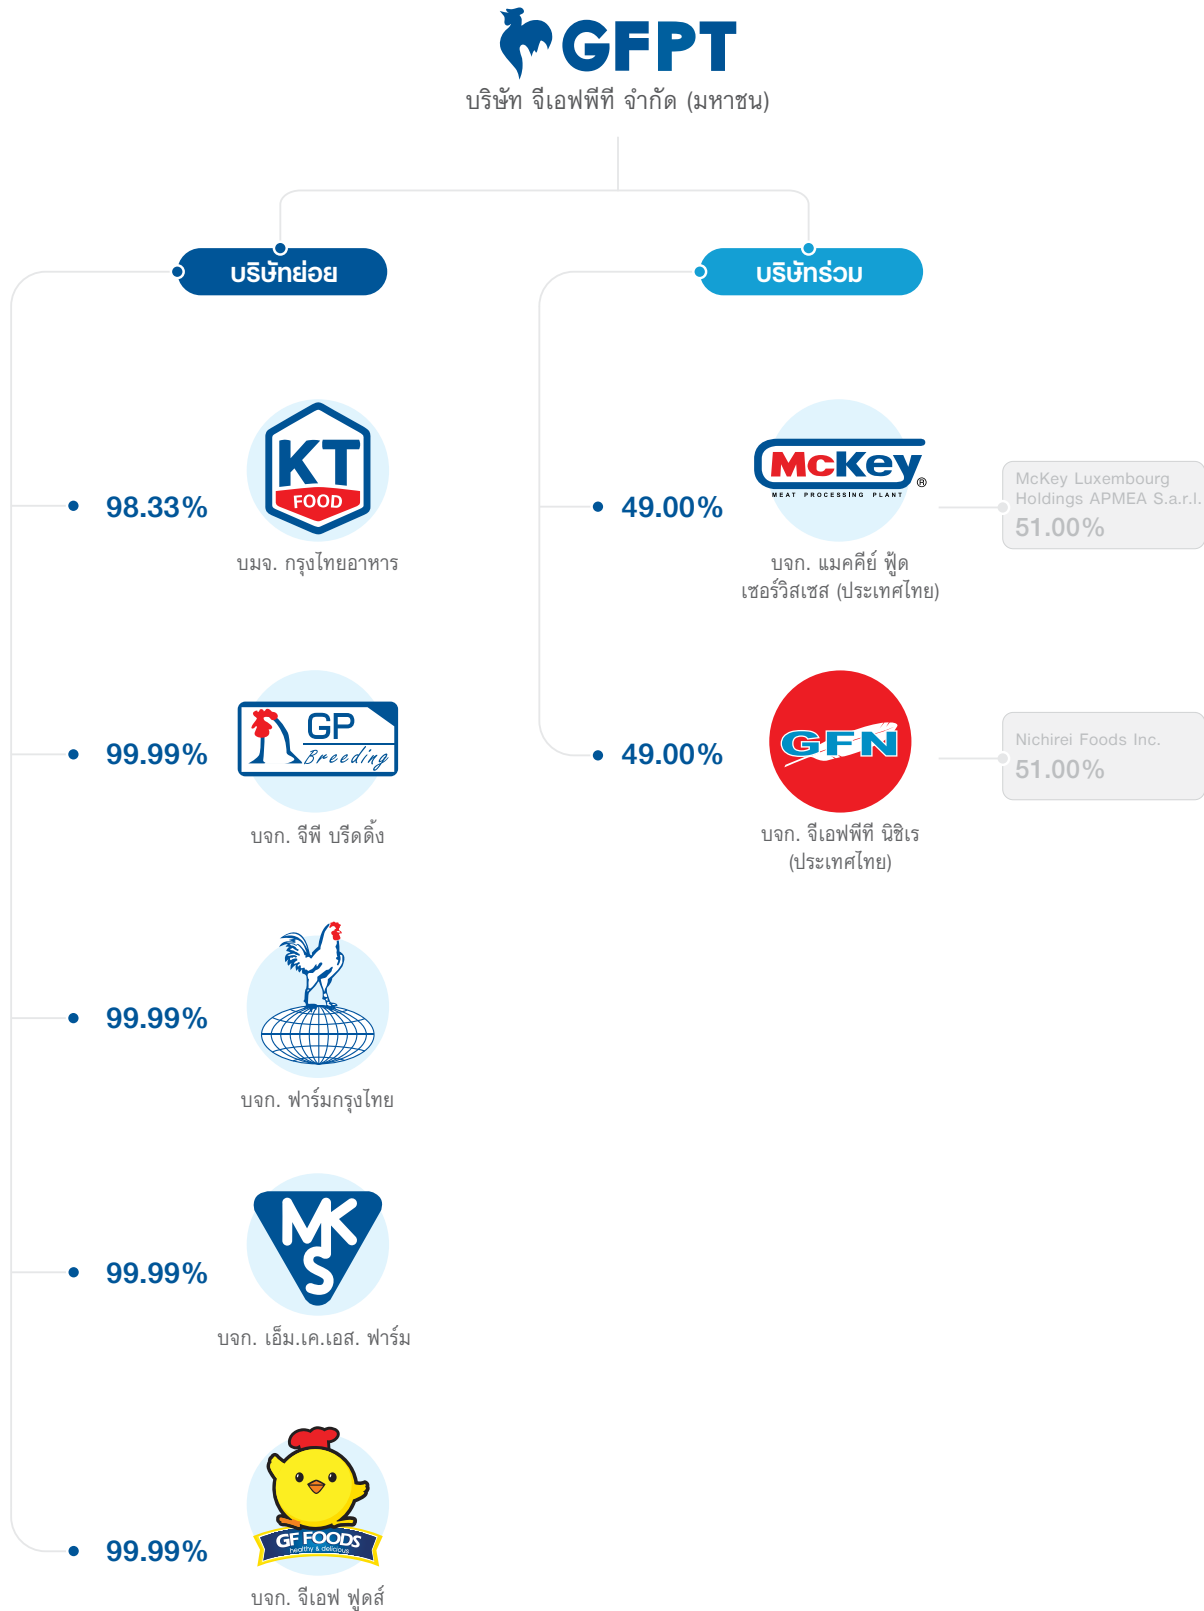 GFPT
บริษัท จีเอฟพีที จำกัด (มหาชน)
บริษัทย่อย
98.33%
KT
FOOD
บมจ. กรุงไทยอาหาร
99.99%
GP
Breeding
บจก. จีพี บรีดดิ้ง
99.99%
บจก. ฟาร์มกรุงไทย
99.99%
MK
S
บจก. เอ็ม.เค.เอส. ฟาร์ม
99.99%
GF FOODS
healthy & delicious
บจก. จีเอฟ ฟูดส์
บริษัทร่วม
49.00%
McKey®
MEAT PROCESSING PLANT
บจก. แมคคีย์ ฟู้ด
เซอร์วิสเซส (ประเทศไทย)
McKey Luxembourg
Holdings APMEA S.a.r.l.
51.00%
49.00%
GFN
บจก. จีเอฟพีที นิชิเร
(ประเทศไทย)
Nichirei Foods Inc.
51.00%